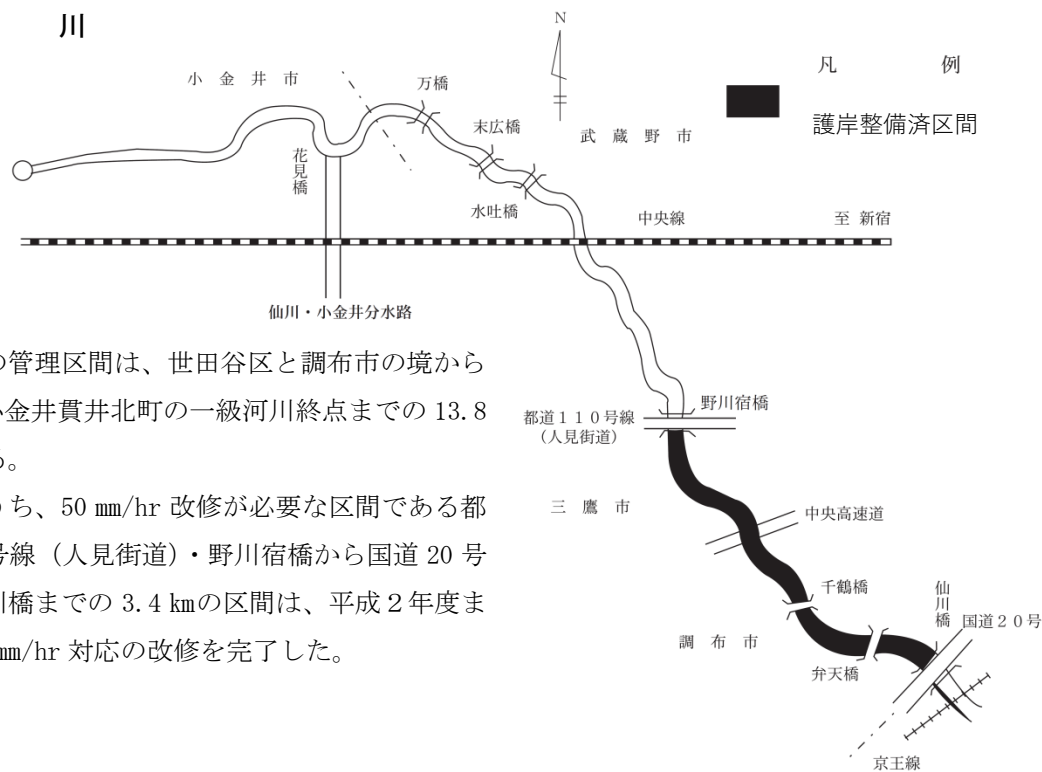 川
N
凡 例
小金井市
万橋
護岸整備済区間
末広橋
武蔵野市
花見橋
水吐橋
中央線
至 新宿
仙川・小金井分水路
の管理区間は、世田谷区と調布市の境から
小金井貫井北町の一級河川終点までの 13.8
る。
うち、50 mm/hr 改修が必要な区間である都
号線（人見街道）・野川宿橋から国道 20 号
川橋までの 3.4 kmの区間は、平成２年度ま
mm/hr 対応の改修を完了した。
野川宿橋
都道１１０号線
（人見街道）
三鷹市
中央高速道
千鶴橋
仙川橋
国道２０号
調布市
弁天橋
京王線